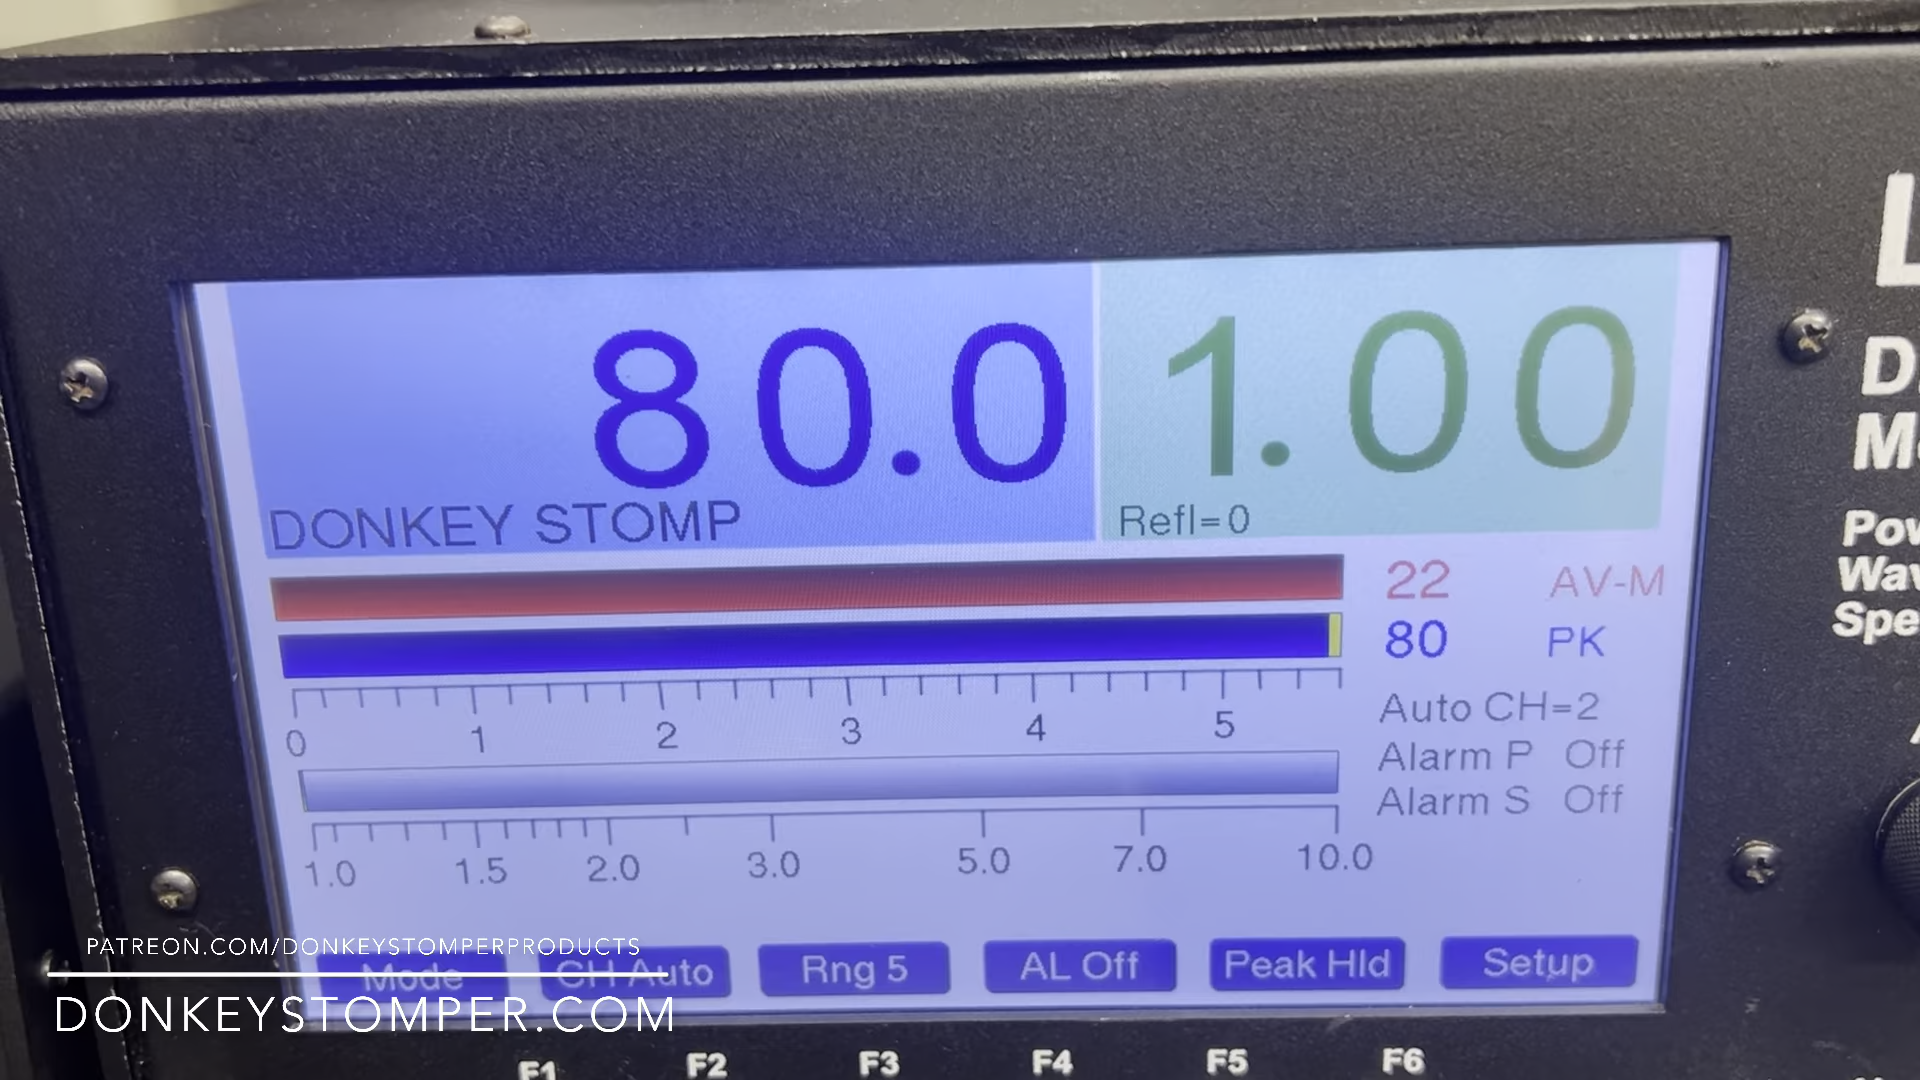 80.0
1.00
DONKEY STOMP
Refl=0
22 AV-M
80 PK
0 1 2 3 4 5
Auto CH=2
Alarm P Off
Alarm S Off
1.0 1.5 2.0 3.0 5.0 7.0 10.0
Mode CH Auto Rng 5 AL Off Peak Hld Setup
F1 F2 F3 F4 F5 F6
PATREON.COM/DONKEYSTOMPERPRODUCTS
DONKEYSTOMPER.COM
L
D
M
Pow
Wav
Spe